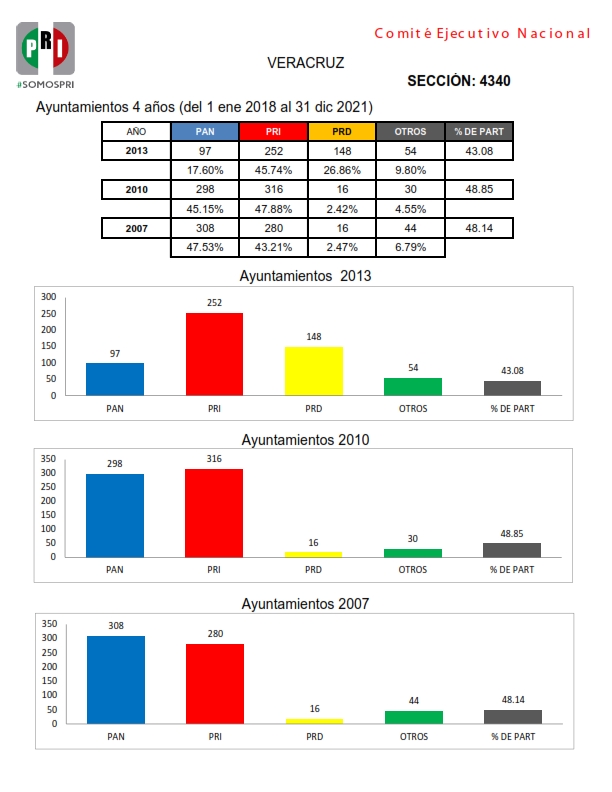 Comité Ejecutivo Nacional
PRI
#SOMOSPRI
VERACRUZ
SECCIÓN: 4340
Ayuntamientos 4 años (del 1 ene 2018 al 31 dic 2021)
AÑO PAN PRI PRD OTROS % DE PART
2013 97 252 148 54 43.08
17.60% 45.74% 26.86% 9.80%
2010 298 316 16 30 48.85
45.15% 47.88% 2.42% 4.55%
2007 308 280 16 44 48.14
47.53% 43.21% 2.47% 6.79%
Ayuntamientos 2013
300
250
200
150
100
50
0
97 252 148 54 43.08
PAN PRI PRD OTROS % DE PART
Ayuntamientos 2010
350
300
250
200
150
100
50
0
298 316 16 30 48.85
PAN PRI PRD OTROS % DE PART
Ayuntamientos 2007
350
300
250
200
150
100
50
0
308 280 16 44 48.14
PAN PRI PRD OTROS % DE PART